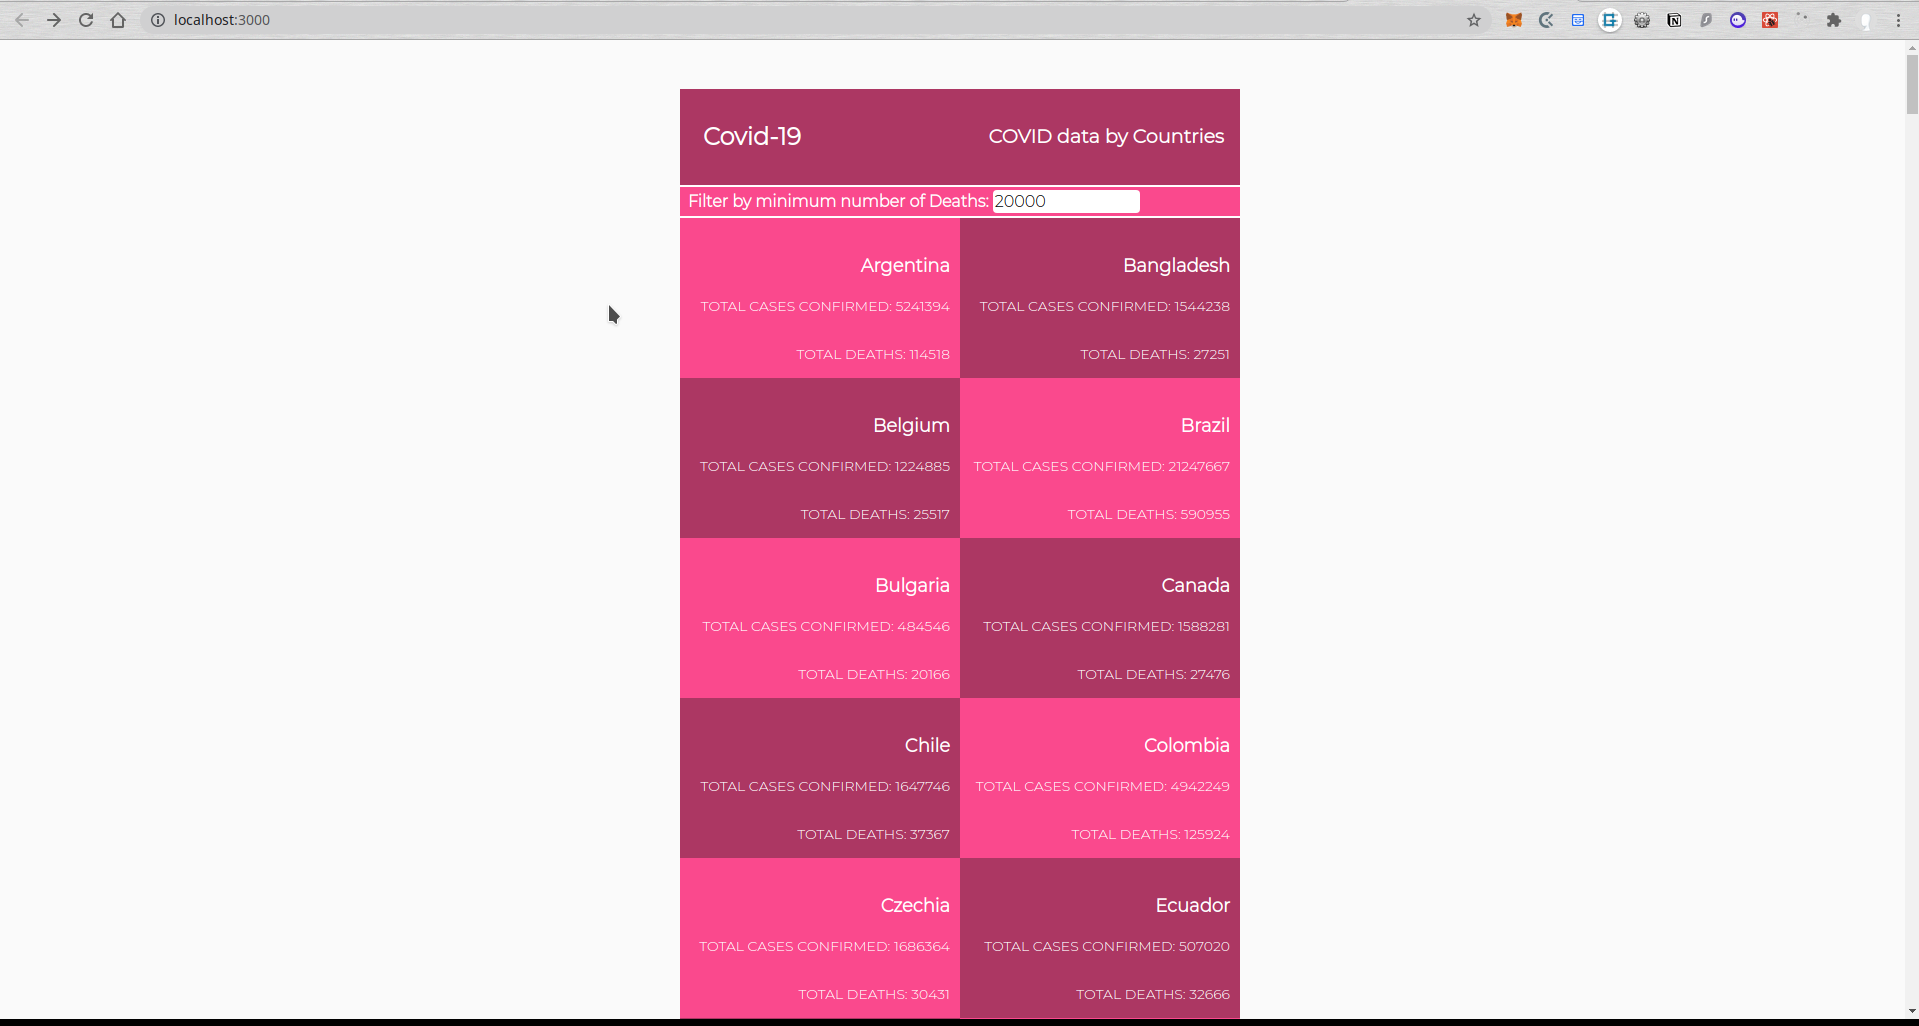 localhost:3000
Covid-19
COVID data by Countries
Filter by minimum number of Deaths: 20000
Argentina
TOTAL CASES CONFIRMED: 5241394
TOTAL DEATHS: 114518
Bangladesh
TOTAL CASES CONFIRMED: 1544238
TOTAL DEATHS: 27251
Belgium
TOTAL CASES CONFIRMED: 1224885
TOTAL DEATHS: 25517
Brazil
TOTAL CASES CONFIRMED: 21247667
TOTAL DEATHS: 590955
Bulgaria
TOTAL CASES CONFIRMED: 484546
TOTAL DEATHS: 20166
Canada
TOTAL CASES CONFIRMED: 1588281
TOTAL DEATHS: 27476
Chile
TOTAL CASES CONFIRMED: 1647746
TOTAL DEATHS: 37367
Colombia
TOTAL CASES CONFIRMED: 4942249
TOTAL DEATHS: 125924
Czechia
TOTAL CASES CONFIRMED: 1686364
TOTAL DEATHS: 30431
Ecuador
TOTAL CASES CONFIRMED: 507020
TOTAL DEATHS: 32666